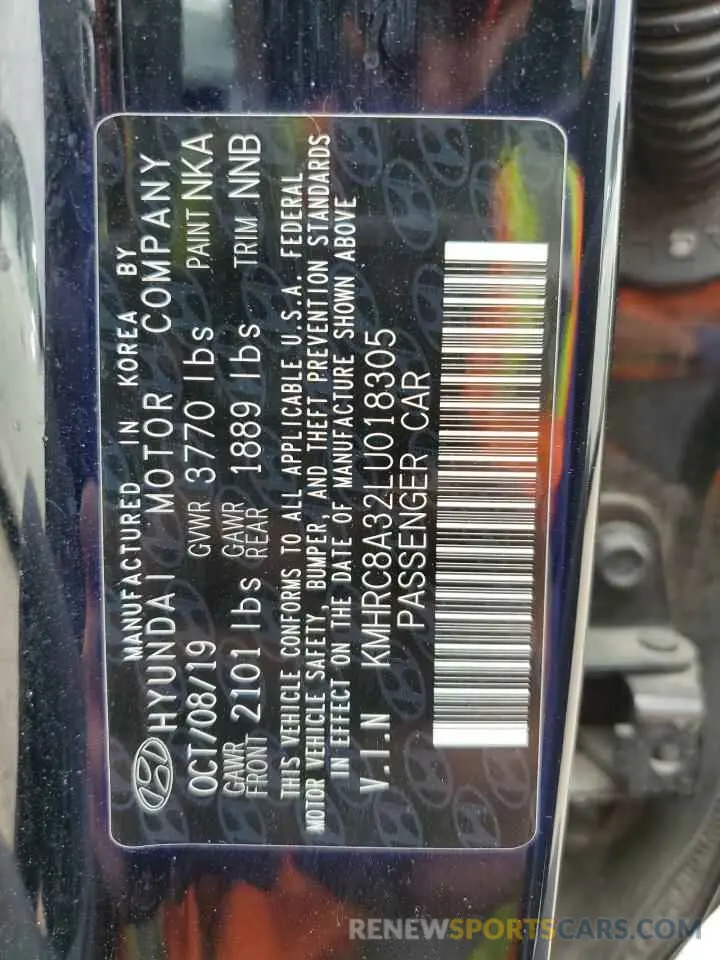 MANUFACTURED IN KOREA BY
HYUNDAI MOTOR COMPANY
OCT/08/19 GVWR 3770 lbs PAINT NKA
GAWR FRONT 2101 lbs GAWR REAR 1889 lbs TRIM NNB
THIS VEHICLE CONFORMS TO ALL APPLICABLE U.S.A. FEDERAL
MOTOR VEHICLE SAFETY, BUMPER, AND THEFT PREVENTION STANDARDS
IN EFFECT ON THE DATE OF MANUFACTURE SHOWN ABOVE
V.I.N KMHRC8A32LU018305
PASSENGER CAR
RENEWSPORTSCARS.COM